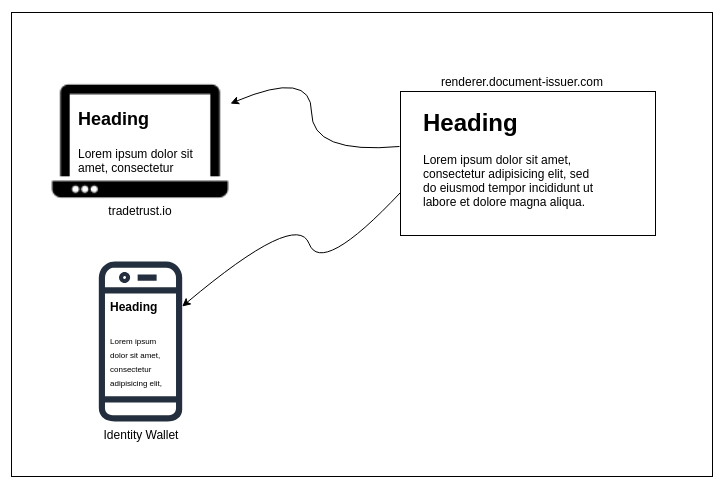 Heading
Lorem ipsum dolor sit
amet, consectetur
tradetrust.io
renderer.document-issuer.com
Heading
Lorem ipsum dolor sit amet,
consectetur adipisicing elit, sed
do eiusmod tempor incididunt ut
labore et dolore magna aliqua.
Heading
Lorem ipsum
dolor sit amet,
consectetur
adipisicing elit,
Identity Wallet